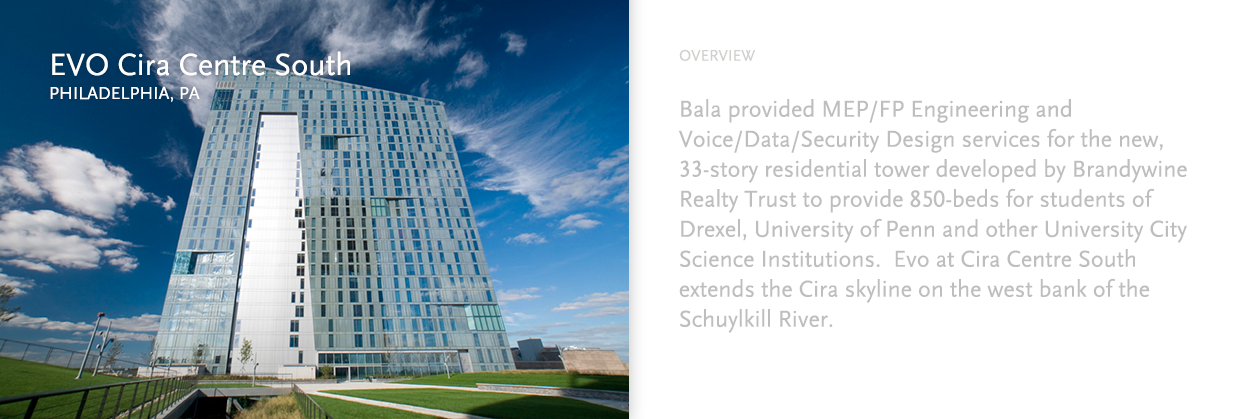 EVO Cira Centre South
PHILADELPHIA, PA
OVERVIEW
Bala provided MEP/FP Engineering and
Voice/Data/Security Design services for the new,
33-story residential tower developed by Brandywine
Realty Trust to provide 850-beds for students of
Drexel, University of Penn and other University City
Science Institutions.  Evo at Cira Centre South
extends the Cira skyline on the west bank of the
Schuylkill River.